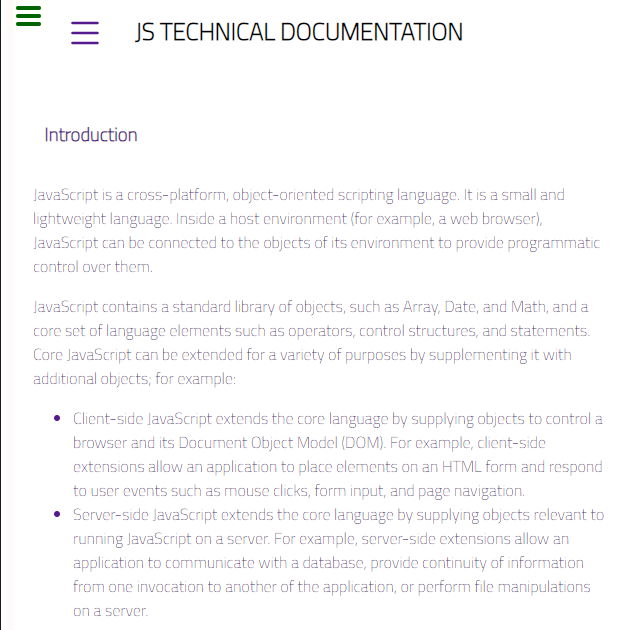 JS TECHNICAL DOCUMENTATION
Introduction
JavaScript is a cross-platform, object-oriented scripting language. It is a small and
lightweight language. Inside a host environment (for example, a web browser),
JavaScript can be connected to the objects of its environment to provide programmatic
control over them.
JavaScript contains a standard library of objects, such as Array, Date, and Math, and a
core set of language elements such as operators, control structures, and statements.
Core JavaScript can be extended for a variety of purposes by supplementing it with
additional objects; for example:
• Client-side JavaScript extends the core language by supplying objects to control a
browser and its Document Object Model (DOM). For example, client-side
extensions allow an application to place elements on an HTML form and respond
to user events such as mouse clicks, form input, and page navigation.
• Server-side JavaScript extends the core language by supplying objects relevant to
running JavaScript on a server. For example, server-side extensions allow an
application to communicate with a database, provide continuity of information
from one invocation to another of the application, or perform file manipulations
on a server.